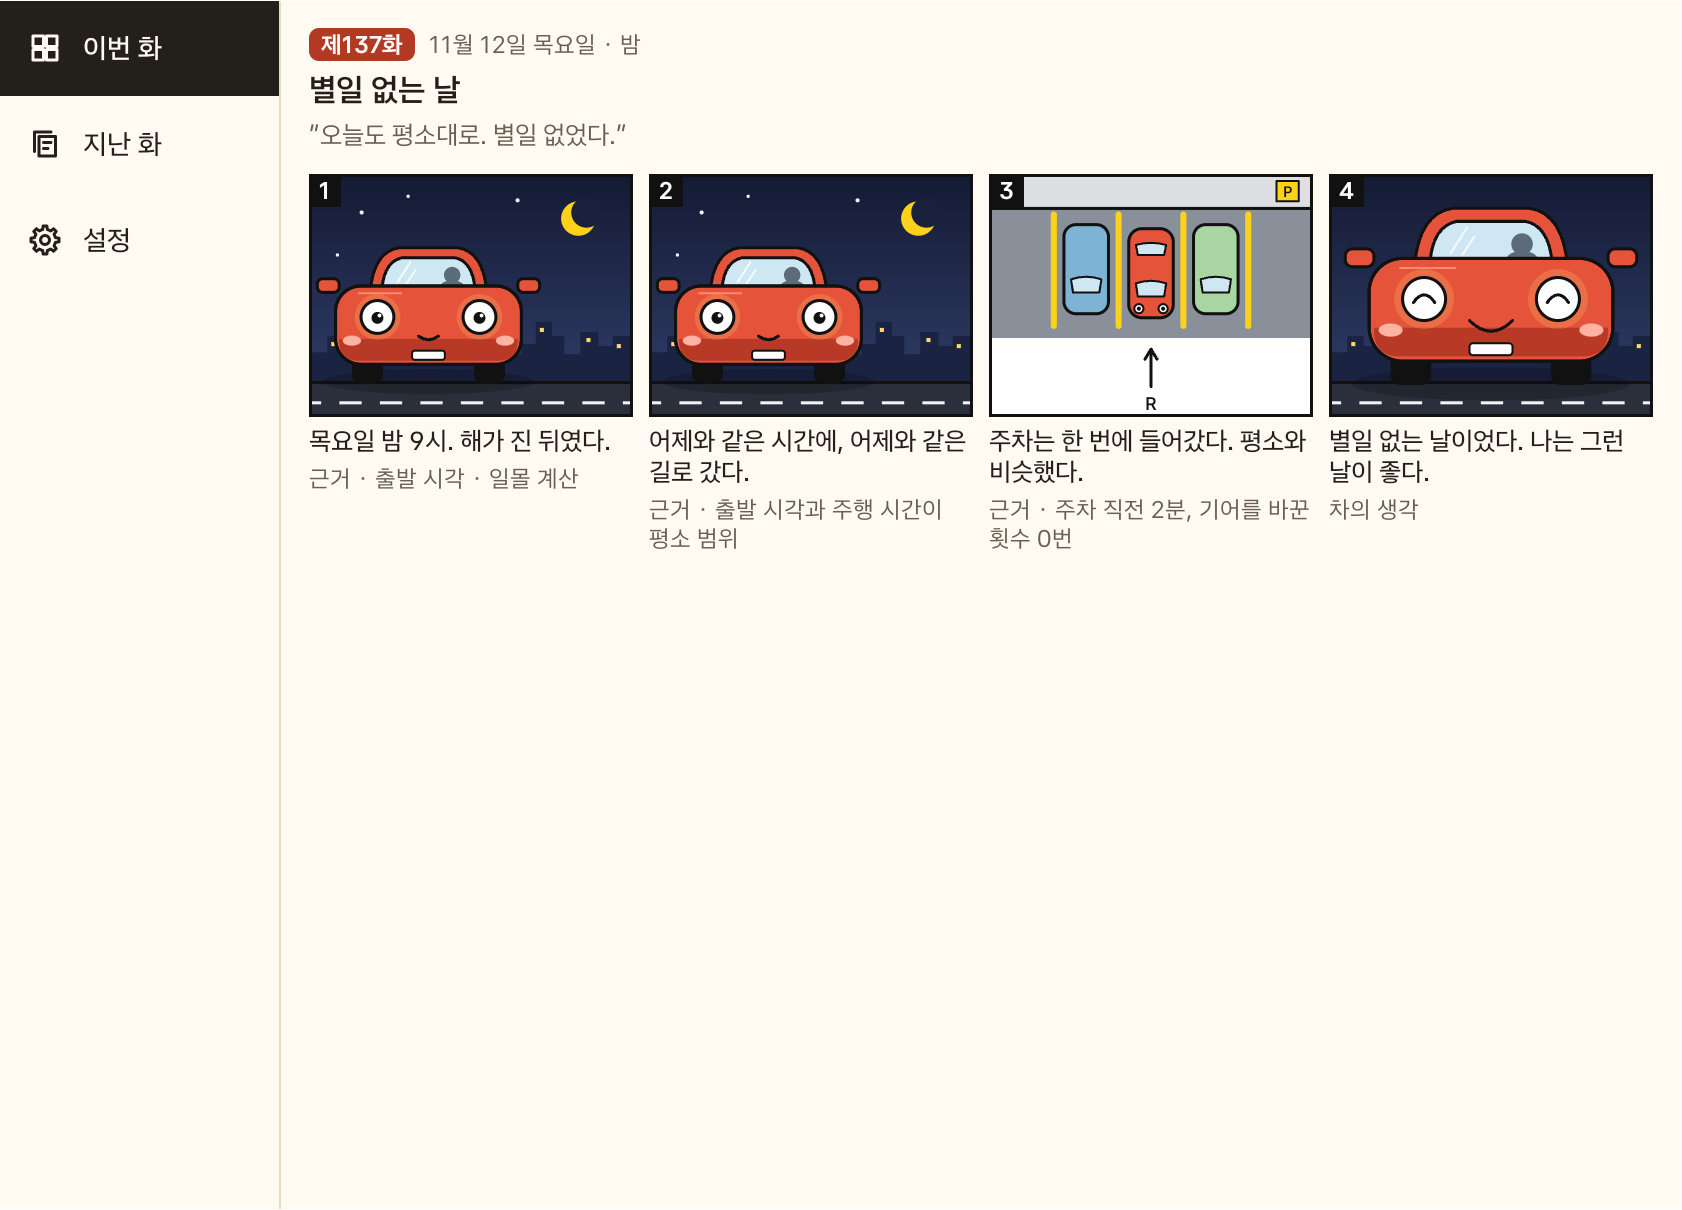 이번 화
지난 화
설정
제137화 11월 12일 목요일 · 밤
별일 없는 날
"오늘도 평소대로. 별일 없었다."
1
목요일 밤 9시. 해가 진 뒤였다.
근거 · 출발 시각 · 일몰 계산
2
어제와 같은 시간에, 어제와 같은
길로 갔다.
근거 · 출발 시각과 주행 시간이
평소 범위
3
P
R
주차는 한 번에 들어갔다. 평소와
비슷했다.
근거 · 주차 직전 2분, 기어를 바꾼
횟수 0번
4
별일 없는 날이었다. 나는 그런
날이 좋다.
차의 생각